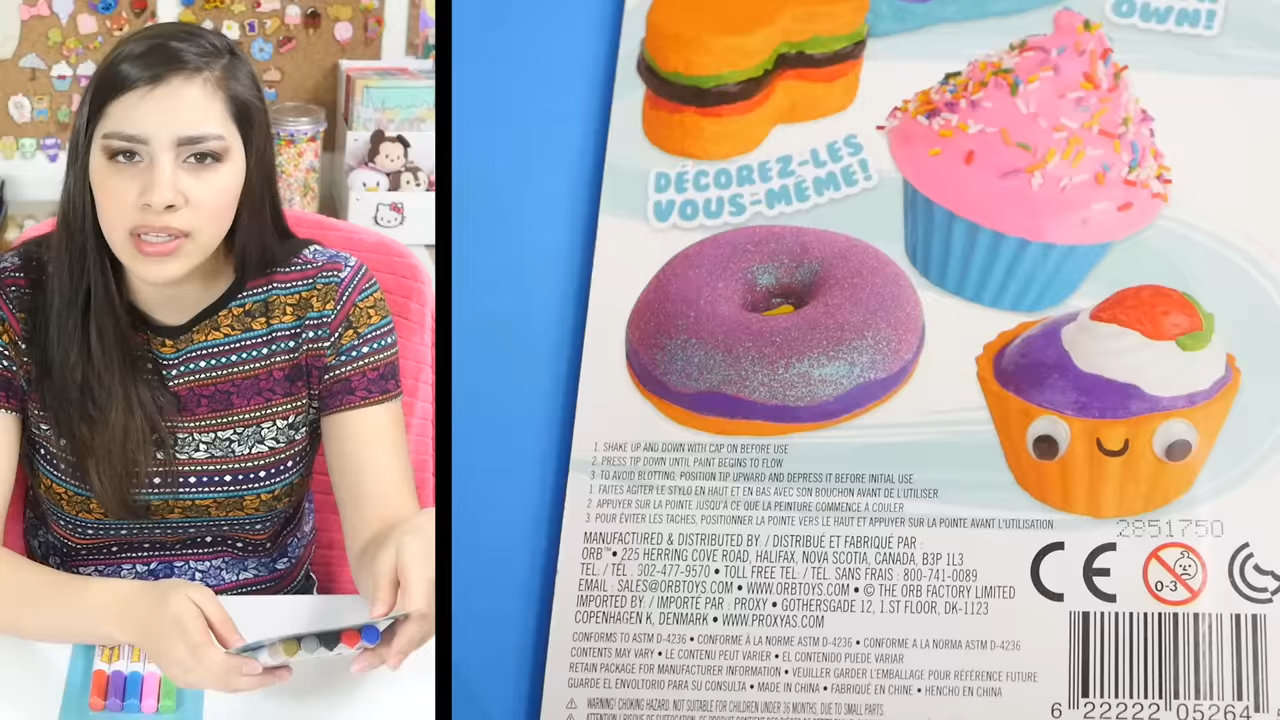 OWN!
DÉCOREZ-LES
VOUS-MÊME!
1. SHAKE UP AND DOWN WITH CAP ON BEFORE USE
2. PRESS TIP DOWN UNTIL PAINT BEGINS TO FLOW
3. TO AVOID BLOTTING, POSITION TIP UPWARD AND DEPRESS IT BEFORE INITIAL USE.
1. FAITES AGITER LE STYLO EN HAUT ET EN BAS AVEC SON BOUCHON AVANT DE L'UTILISER.
2. APPUYER SUR LA POINTE JUSQU'À CE QUE LA PEINTURE COMMENCE À COULER
3. POUR ÉVITER LES TACHES, POSITIONNER LA POINTE VERS LE HAUT ET APPUYER SUR LA POINTE AVANT L'UTILISATION
2851750
MANUFACTURED & DISTRIBUTED BY: / DISTRIBUÉ ET FABRIQUÉ PAR :
ORB™ • 225 HERRING COVE ROAD, HALIFAX, NOVA SCOTIA, CANADA, B3P 1L3
TEL. / TÉL. 902-477-9570 • TOLL FREE TEL: / TÉL. SANS FRAIS : 800-741-0089
EMAIL : SALES@ORBTOYS.COM • WWW.ORBTOYS.COM • © THE ORB FACTORY LIMITED
IMPORTED BY: / IMPORTÉ PAR : PROXY • GOTHERSGADE 12, 1.ST FLOOR, DK-1123
COPENHAGEN K, DENMARK • WWW.PROXYAS.COM
CE
0-3
CONFORMS TO ASTM D-4236 • CONFORME À LA NORME ASTM D-4236 • CONFORME A LA NORMA ASTM D-4236
CONTENTS MAY VARY • LE CONTENU PEUT VARIER • EL CONTENIDO PUEDE VARIAR
RETAIN PACKAGE FOR MANUFACTURER INFORMATION • VEUILLER GARDER L'EMBALLAGE POUR RÉFÉRENCE FUTURE
GUARDE EL ENVOLTORIO PARA SU CONSULTA • MADE IN CHINA • FABRIQUÉ EN CHINE • HENCHO EN CHINA
WARNING! CHOKING HAZARD. NOT SUITABLE FOR CHILDREN UNDER 36 MONTHS, DUE TO SMALL PARTS.
6 22222 05264